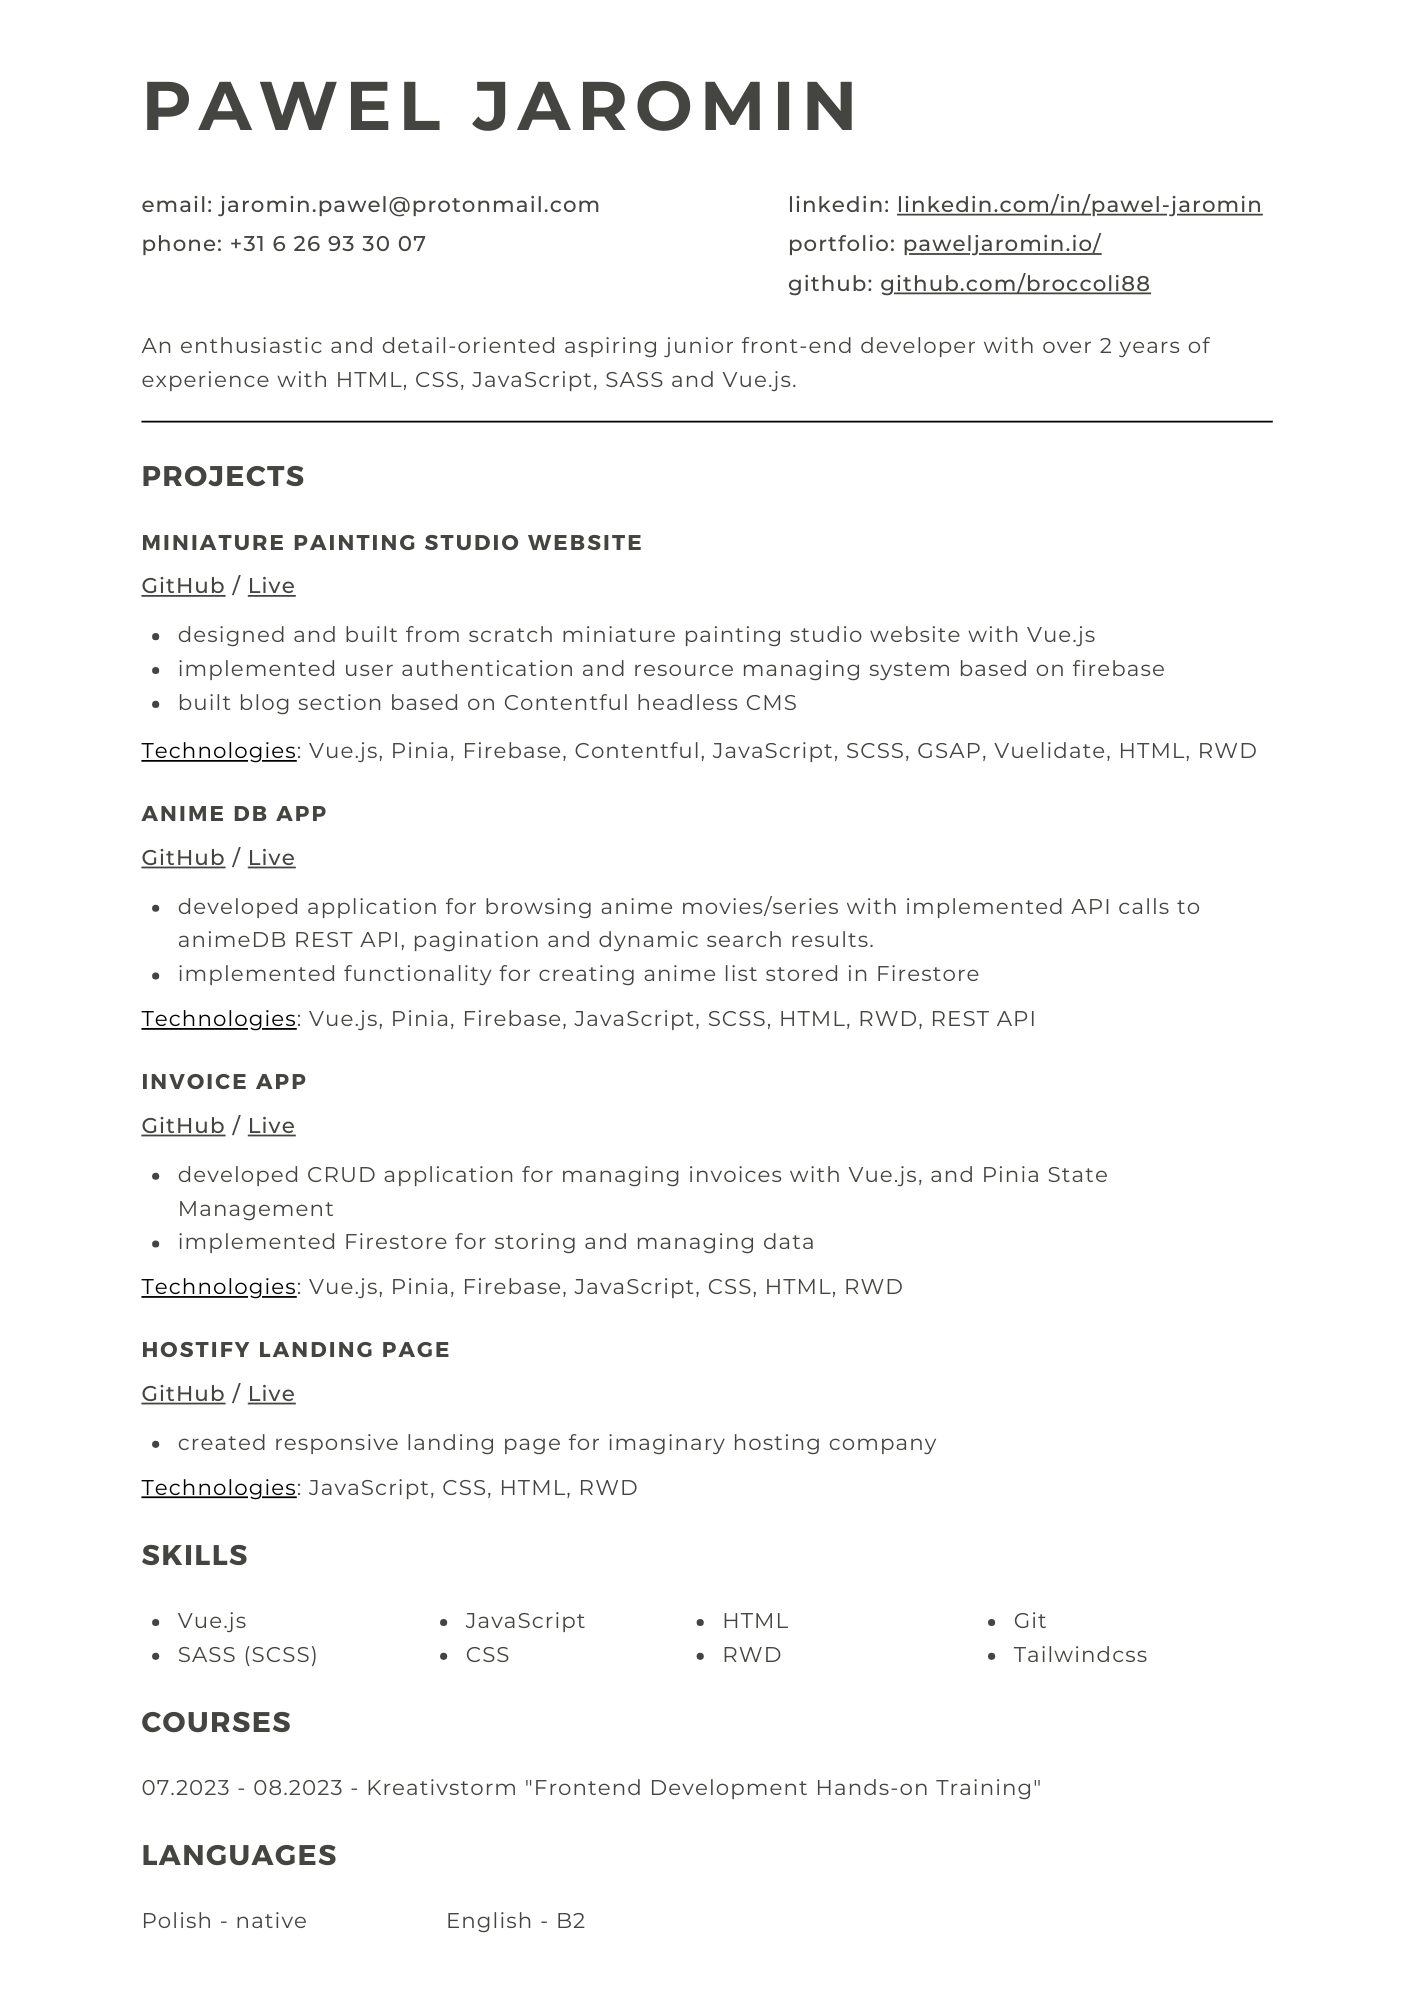 PAWEL JAROMIN
email: jaromin.pawel@protonmail.com
phone: +31 6 26 93 30 07
linkedin: linkedin.com/in/pawel-jaromin
portfolio: paweljaromin.io/
github: github.com/broccoli88
An enthusiastic and detail-oriented aspiring junior front-end developer with over 2 years of
experience with HTML, CSS, JavaScript, SASS and Vue.js.
PROJECTS
MINIATURE PAINTING STUDIO WEBSITE
GitHub / Live
• designed and built from scratch miniature painting studio website with Vue.js
• implemented user authentication and resource managing system based on firebase
• built blog section based on Contentful headless CMS
Technologies: Vue.js, Pinia, Firebase, Contentful, JavaScript, SCSS, GSAP, Vuelidate, HTML, RWD
ANIME DB APP
GitHub / Live
• developed application for browsing anime movies/series with implemented API calls to
animeDB REST API, pagination and dynamic search results.
• implemented functionality for creating anime list stored in Firestore
Technologies: Vue.js, Pinia, Firebase, JavaScript, SCSS, HTML, RWD, REST API
INVOICE APP
GitHub / Live
• developed CRUD application for managing invoices with Vue.js, and Pinia State
Management
• implemented Firestore for storing and managing data
Technologies: Vue.js, Pinia, Firebase, JavaScript, CSS, HTML, RWD
HOSTIFY LANDING PAGE
GitHub / Live
• created responsive landing page for imaginary hosting company
Technologies: JavaScript, CSS, HTML, RWD
SKILLS
• Vue.js • JavaScript • HTML • Git
• SASS (SCSS) • CSS • RWD • Tailwindcss
COURSES
07.2023 - 08.2023 - Kreativstorm "Frontend Development Hands-on Training"
LANGUAGES
Polish - native English - B2